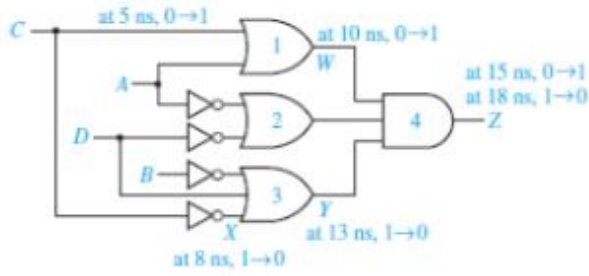 C
at 5 ns, 0→1
1
at 10 ns, 0→1
W
A
at 15 ns, 0→1
at 18 ns, 1→0
2
4
Z
D
B
3
X
Y
at 13 ns, 1→0
at 8 ns, 1→0